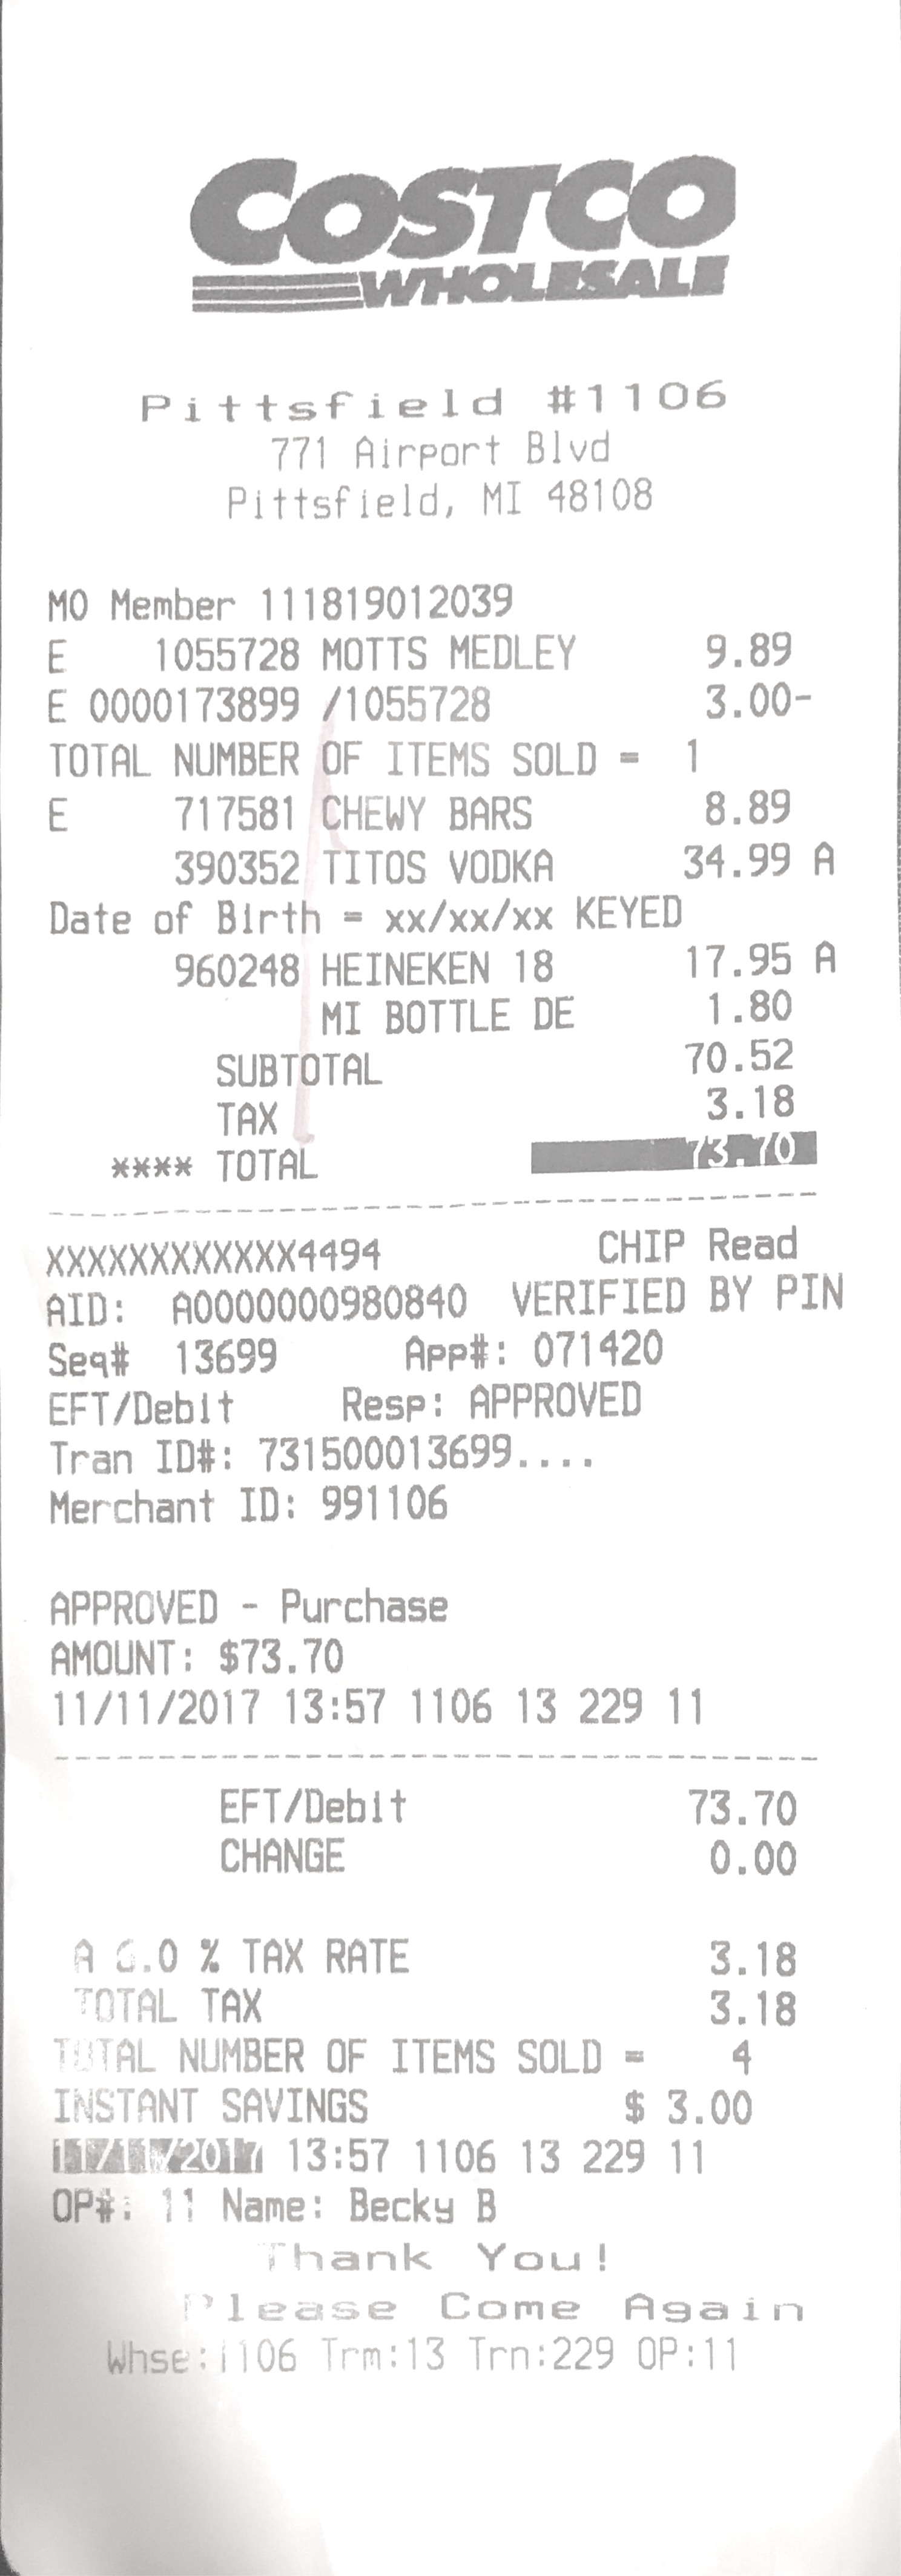 COSTCO
WHOLESALE
Pittsfield #1106
771 Airport Blvd
Pittsfield, MI 48108
MO Member 111819012039
E 1055728 MOTTS MEDLEY 9.89
E 0000173899 /1055728 3.00-
TOTAL NUMBER OF ITEMS SOLD = 1
E 717581 CHEWY BARS 8.89
390352 TITOS VODKA 34.99 A
Date of Birth = xx/xx/xx KEYED
960248 HEINEKEN 18 17.95 A
MI BOTTLE DE 1.80
SUBTOTAL 70.52
TAX 3.18
**** TOTAL 73.70
XXXXXXXXXXXX4494 CHIP Read
AID: A0000000980840 VERIFIED BY PIN
Seq# 13699 App#: 071420
EFT/Debit Resp: APPROVED
Tran ID#: 731500013699....
Merchant ID: 991106
APPROVED - Purchase
AMOUNT: $73.70
11/11/2017 13:57 1106 13 229 11
EFT/Debit 73.70
CHANGE 0.00
A 6.0 % TAX RATE 3.18
TOTAL TAX 3.18
TOTAL NUMBER OF ITEMS SOLD = 4
INSTANT SAVINGS $ 3.00
11/11/2017 13:57 1106 13 229 11
OP#: 11 Name: Becky B
Thank You!
Please Come Again
Whse:1106 Trm:13 Trn:229 OP:11